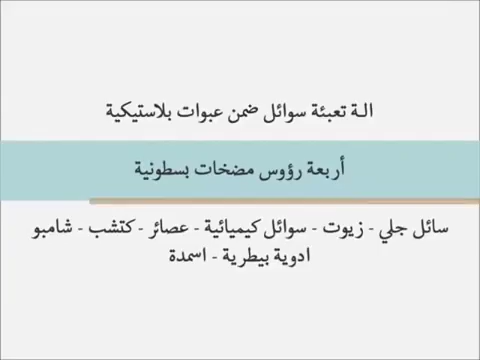 الـة تعبئة سوائل ضمن عبوات بلاستيكية
أربعة رؤوس مضخات بسطونية
سائل جلي - زيوت - سوائل كيميائية - عصائر - كتشب - شامبو
ادوية بيطرية - اسمدة